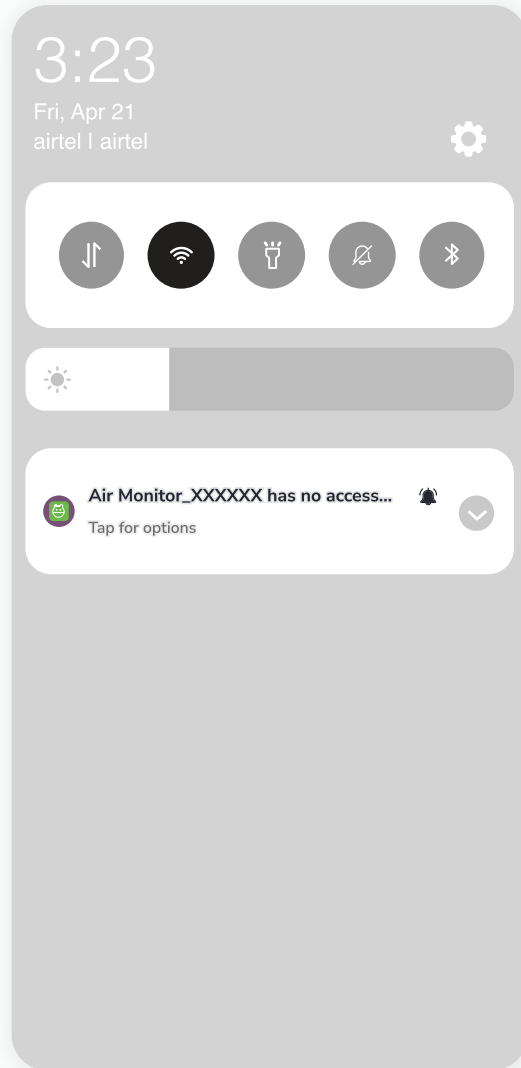 3:23
Fri, Apr 21
airtel | airtel
Air Monitor_XXXXXX has no access...
Tap for options